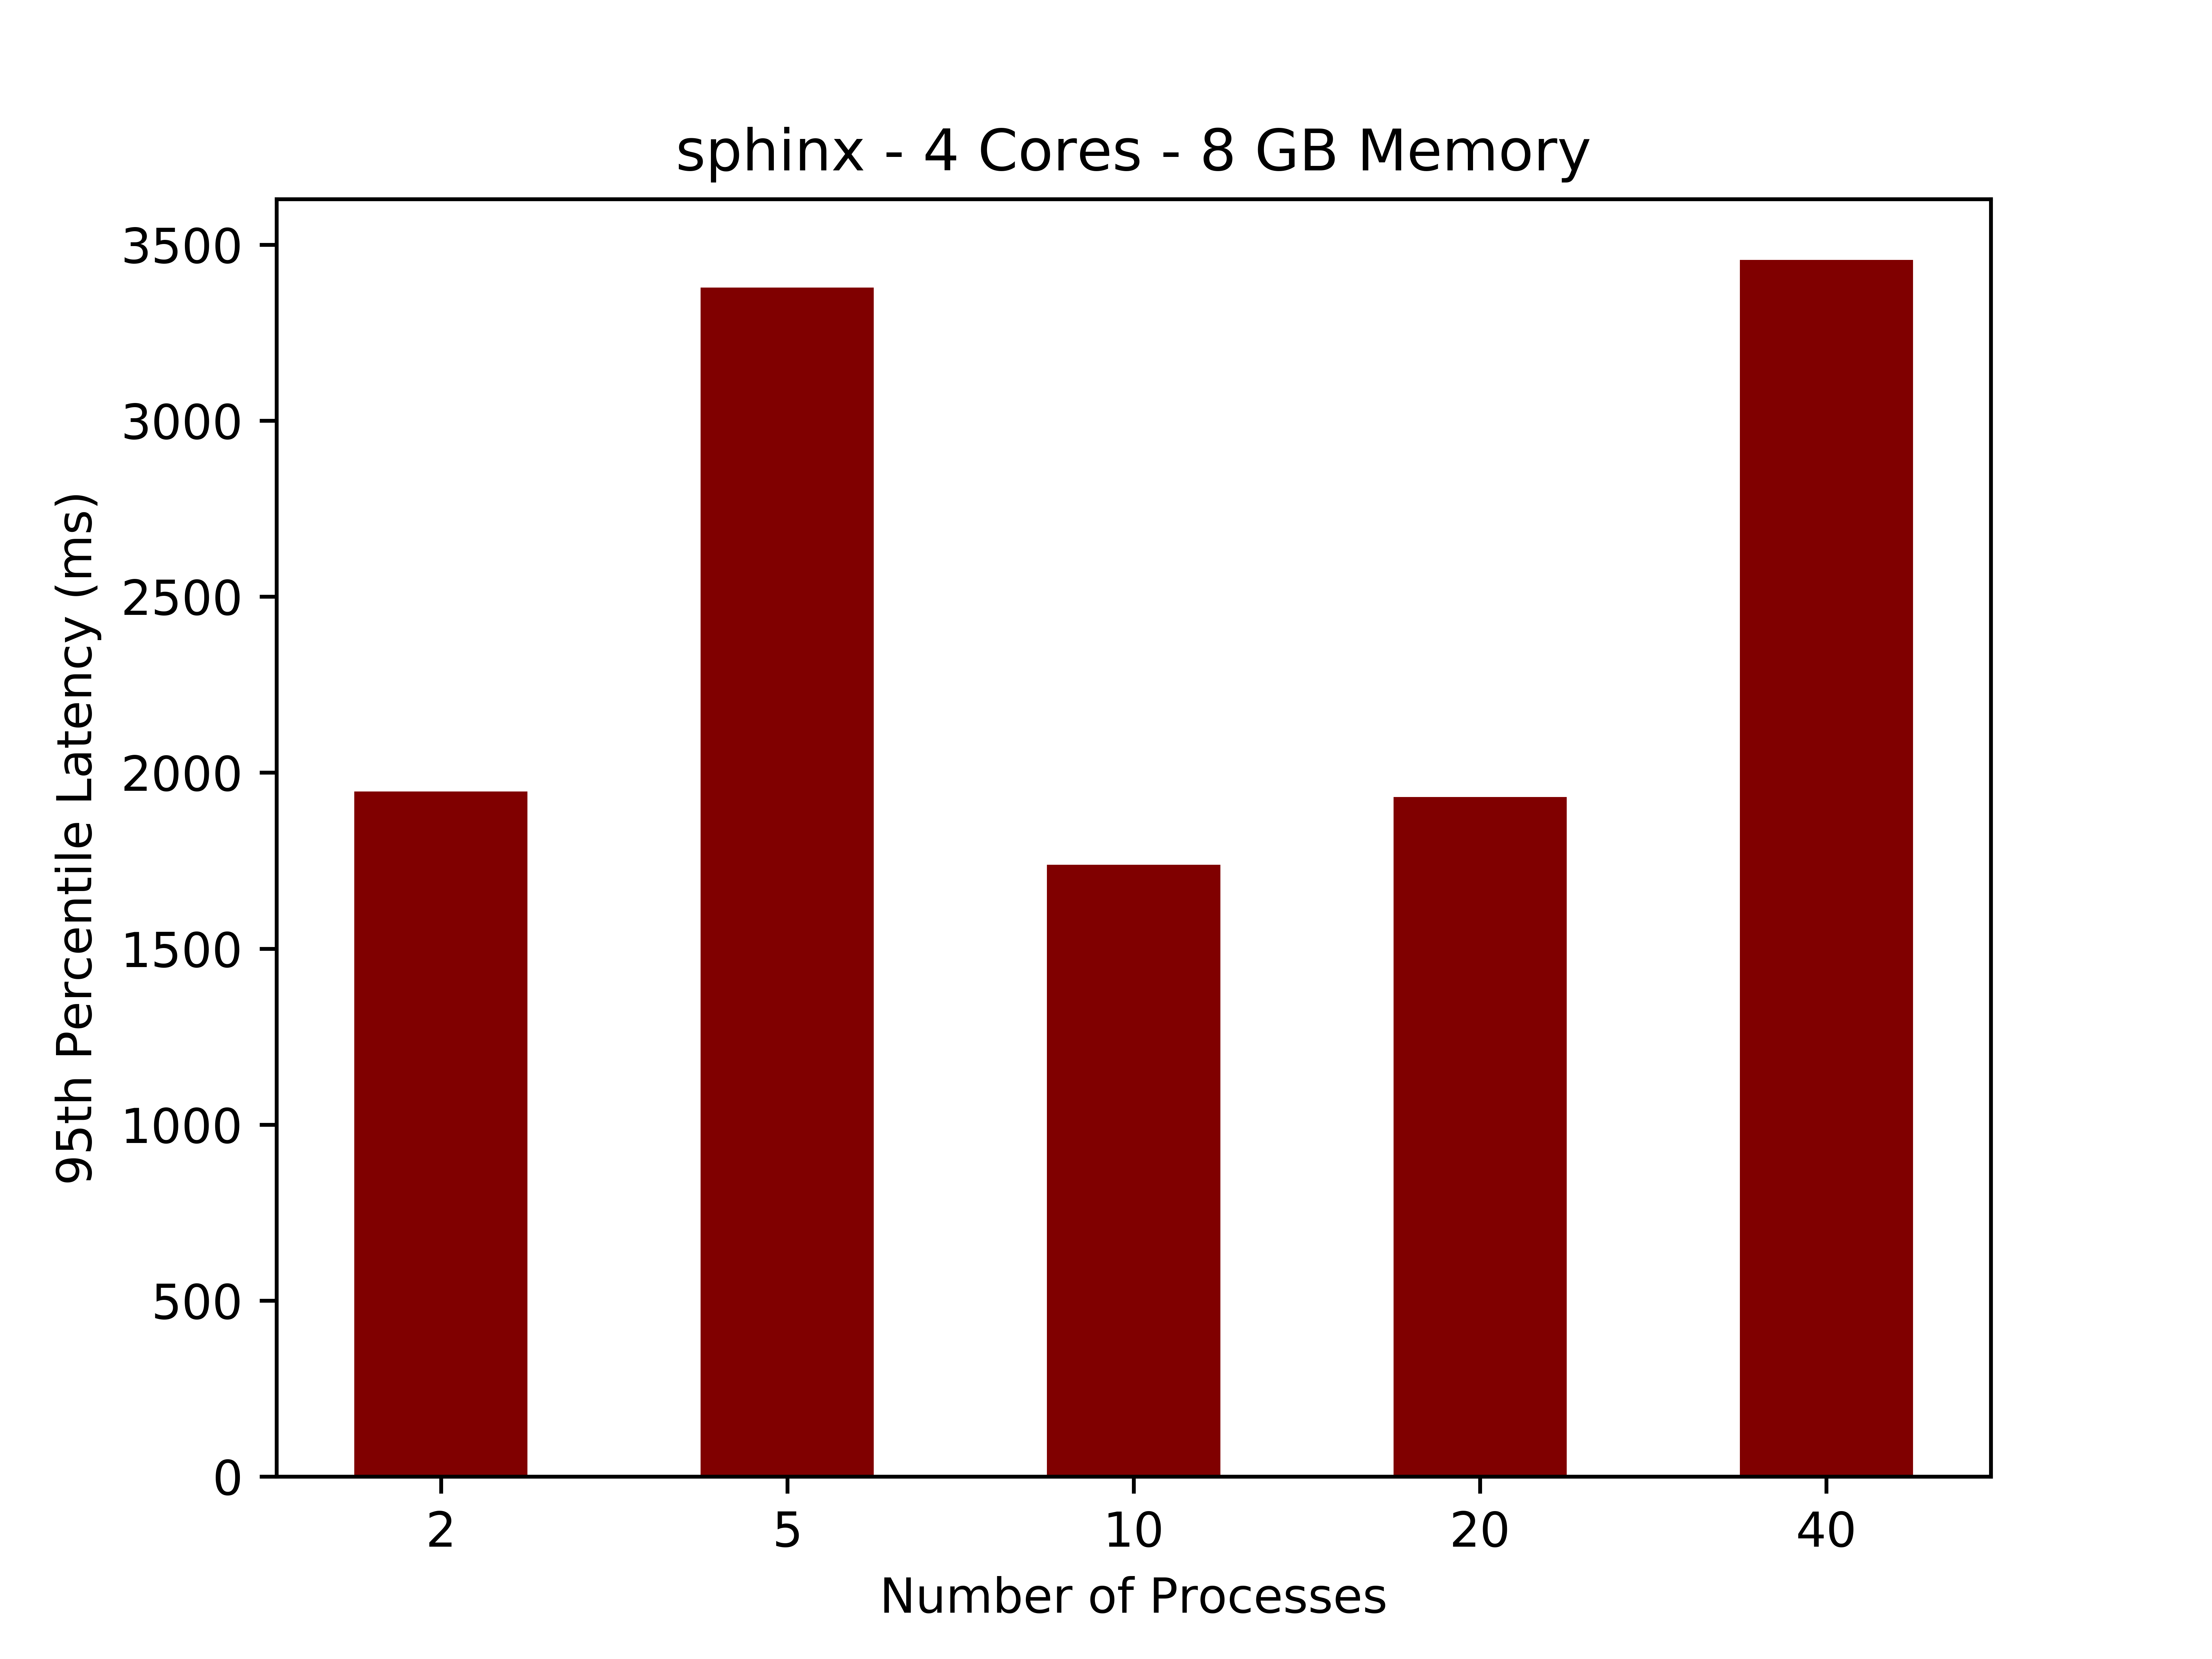 sphinx - 4 Cores - 8 GB Memory
95th Percentile Latency (ms)
3500
3000
2500
2000
1500
1000
500
0
2 5 10 20 40
Number of Processes